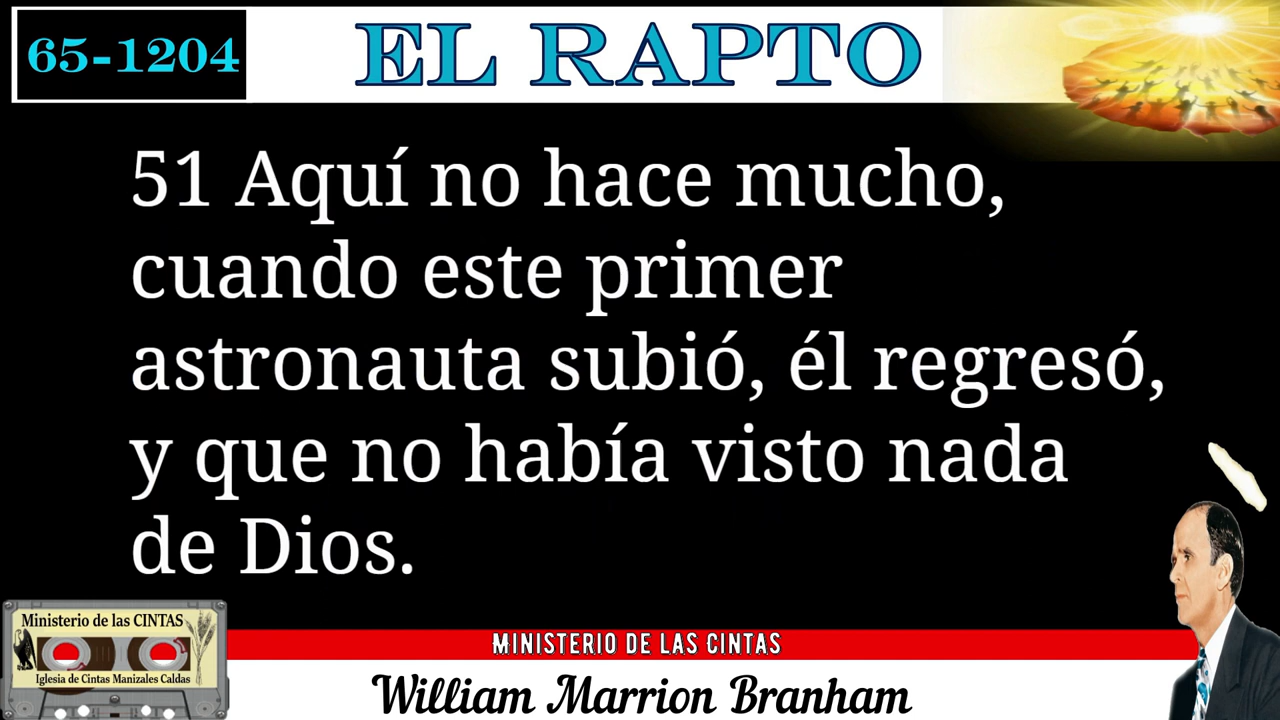 65-1204
EL RAPTO
51 Aquí no hace mucho,
cuando este primer
astronauta subió, él regresó,
y que no había visto nada
de Dios.
Ministerio de las CINTAS
Iglesia de Cintas Manizales Caldas
MINISTERIO DE LAS CINTAS
William Marrion Branham